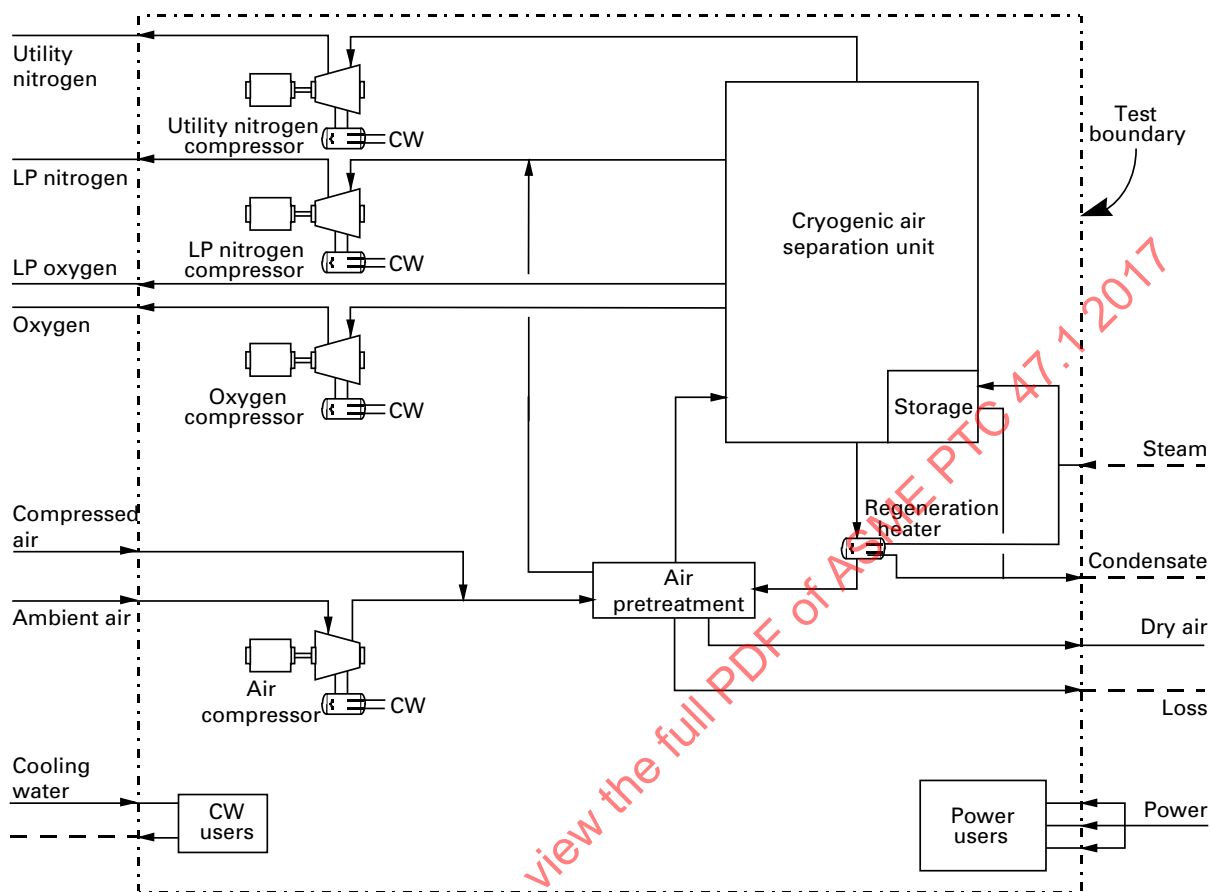 Utility
nitrogen
Utility nitrogen
compressor
CW
Test
boundary
LP nitrogen
LP nitrogen
compressor
CW
Cryogenic air
separation unit
LP oxygen
Oxygen
Oxygen
compressor
CW
Storage
Steam
Regeneration
heater
Compressed
air
Condensate
Air
pretreatment
Ambient air
Dry air
Air
compressor
CW
Loss
Cooling
water
CW
users
Power
users
Power
view the full PDF of ASME PTC 47.1 2017